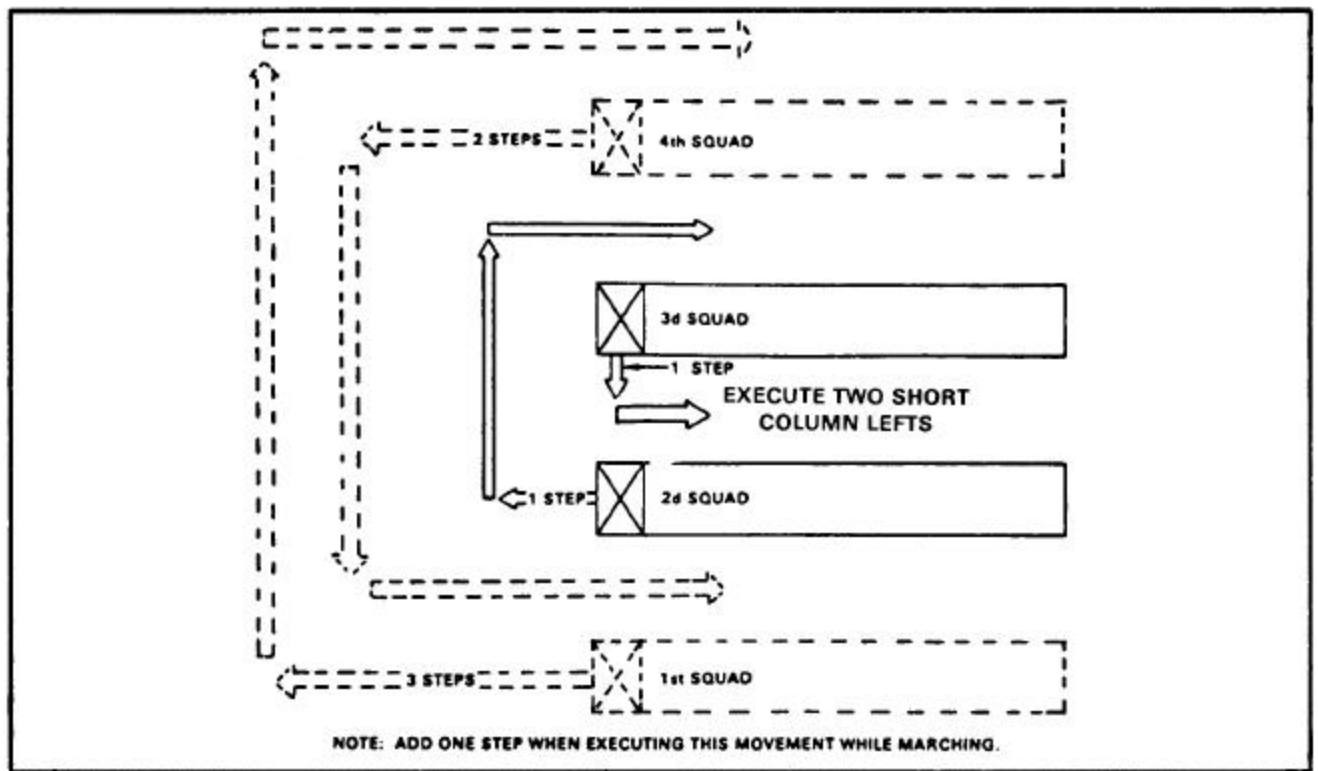 2 STEPS
4th SQUAD
3d SQUAD
1 STEP
EXECUTE TWO SHORT
COLUMN LEFTS
1 STEP
2d SQUAD
3 STEPS
1st SQUAD
NOTE: ADD ONE STEP WHEN EXECUTING THIS MOVEMENT WHILE MARCHING.